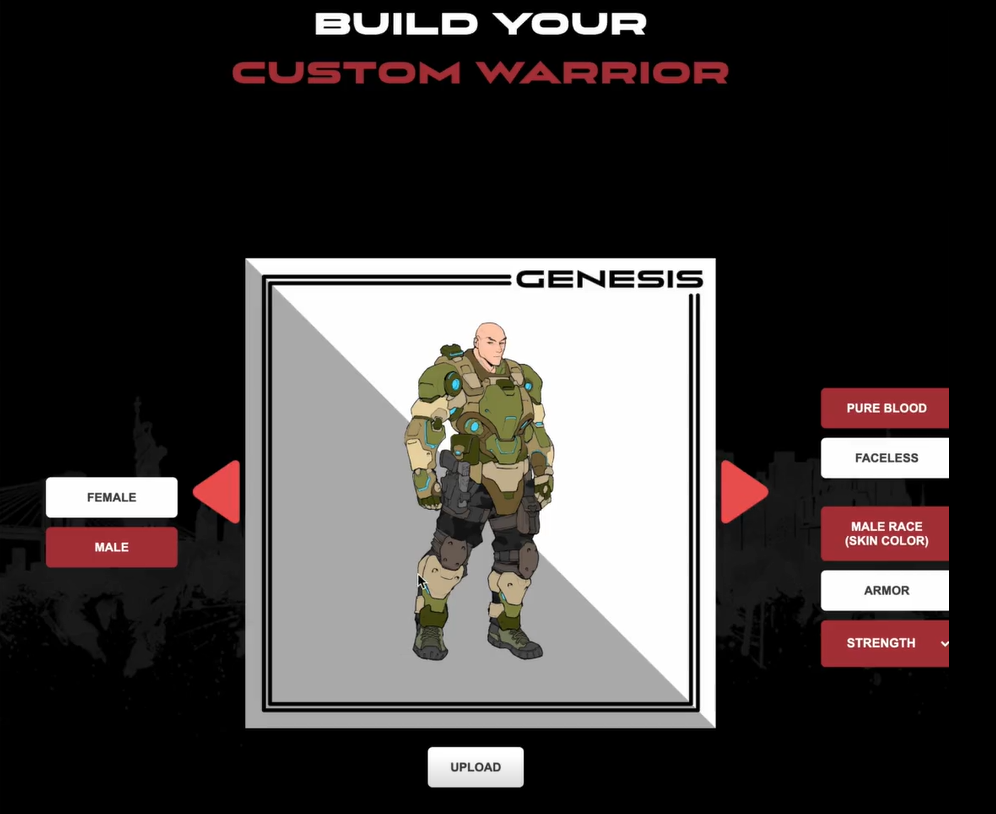 BUILD YOUR
CUSTOM WARRIOR
GENESIS
FEMALE
MALE
PURE BLOOD
FACELESS
MALE RACE
(SKIN COLOR)
ARMOR
STRENGTH
UPLOAD